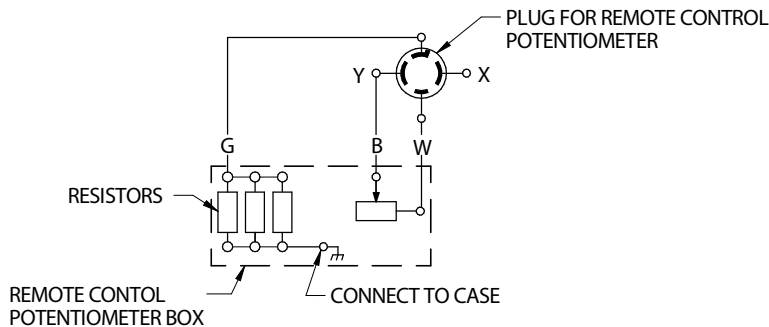 PLUG FOR REMOTE CONTROL
POTENTIOMETER
Y
X
G
B
W
RESISTORS
REMOTE CONTOL
POTENTIOMETER BOX
CONNECT TO CASE